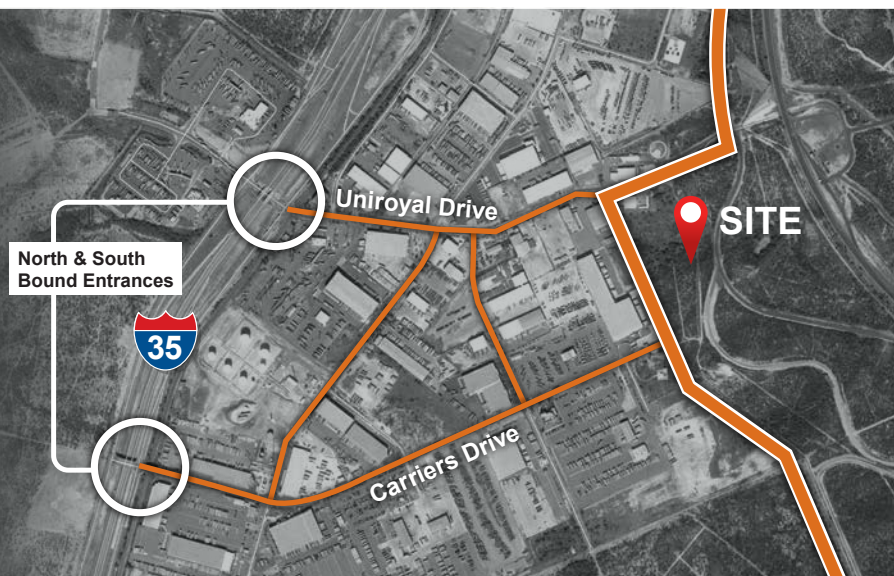 Uniroyal Drive
SITE
North & South
Bound Entrances
35
Carriers Drive